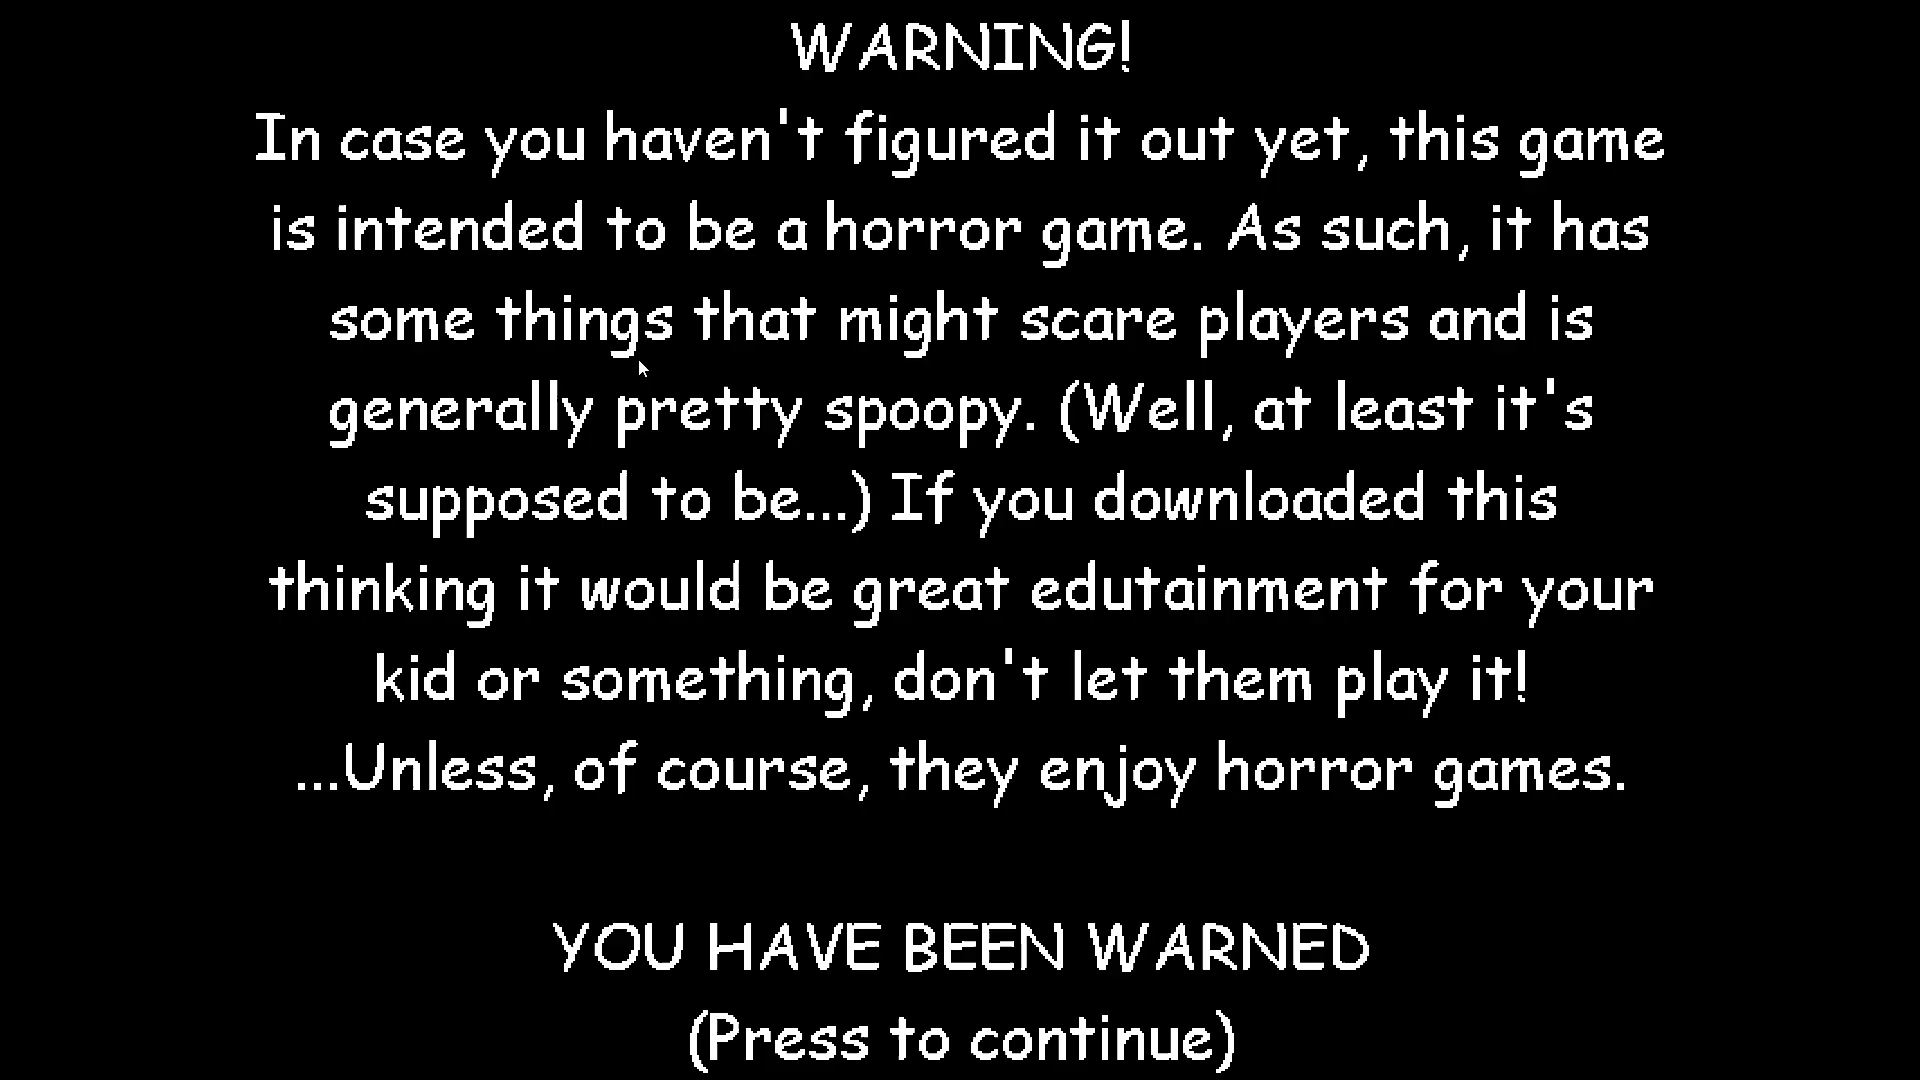 WARNING!
In case you haven't figured it out yet, this game
is intended to be a horror game. As such, it has
some things that might scare players and is
generally pretty spoopy. (Well, at least it's
supposed to be...) If you downloaded this
thinking it would be great edutainment for your
kid or something, don't let them play it!
...Unless, of course, they enjoy horror games.
YOU HAVE BEEN WARNED
(Press to continue)